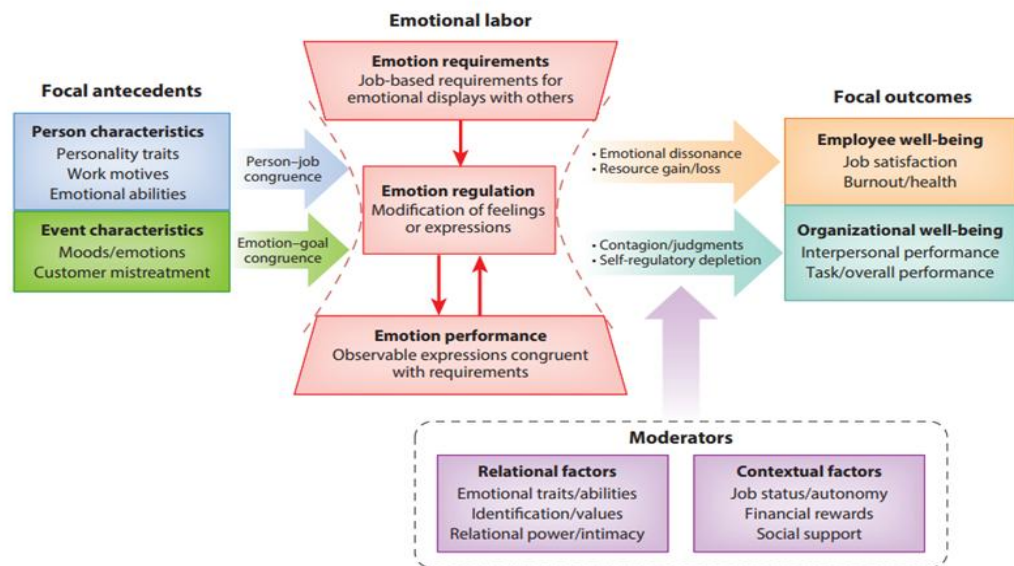 Emotional labor
Emotion requirements
Job-based requirements for
emotional displays with others
Focal antecedents
Person characteristics
Personality traits
Work motives
Emotional abilities
Event characteristics
Moods/emotions
Customer mistreatment
Person–job
congruence
Emotion–goal
congruence
Emotion regulation
Modification of feelings
or expressions
Emotion performance
Observable expressions congruent
with requirements
• Emotional dissonance
• Resource gain/loss
• Contagion/judgments
• Self-regulatory depletion
Focal outcomes
Employee well-being
Job satisfaction
Burnout/health
Organizational well-being
Interpersonal performance
Task/overall performance
Moderators
Relational factors
Emotional traits/abilities
Identification/values
Relational power/intimacy
Contextual factors
Job status/autonomy
Financial rewards
Social support